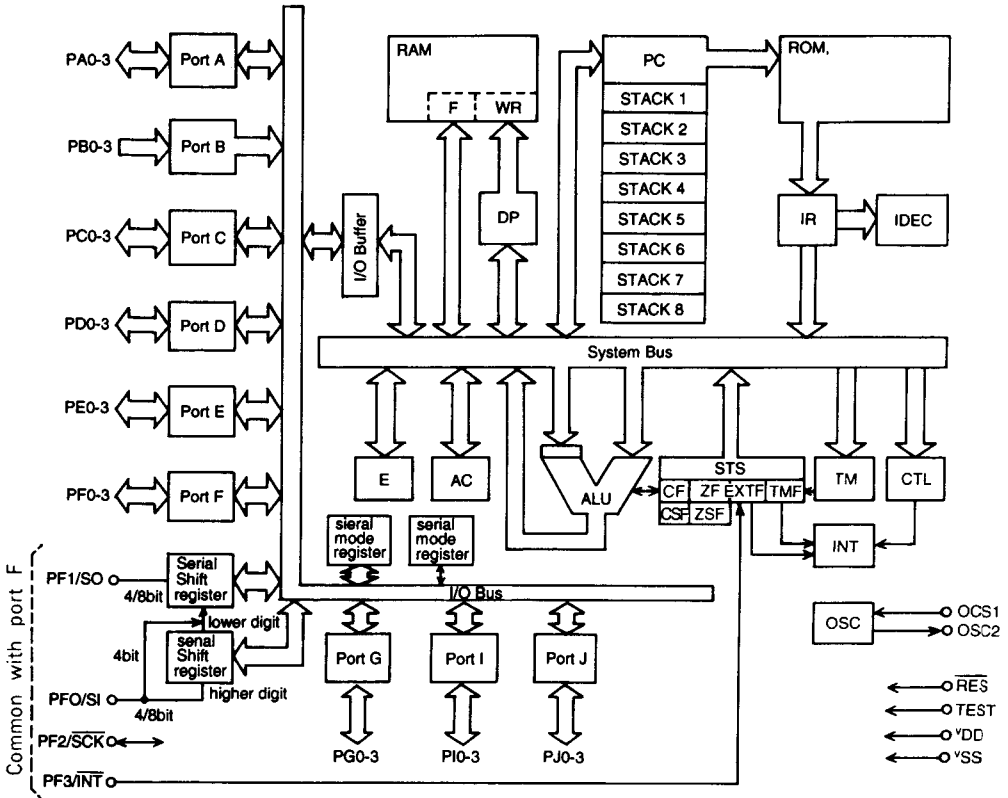 PA0-3
Port A
PB0-3
Port B
PC0-3
Port C
PD0-3
Port D
PE0-3
Port E
PF0-3
Port F
I/O Buffer
RAM
F
WR
DP
PC
STACK 1
STACK 2
STACK 3
STACK 4
STACK 5
STACK 6
STACK 7
STACK 8
ROM,
IR
IDEC
System Bus
E
AC
ALU
STS
CF
ZF
EXTF
TMF
CSF
ZSF
TM
CTL
INT
sieral
mode
register
serial
mode
register
I/O Bus
Common with port F
PF1/SO
4/8bit
Serial
Shift
register
lower digit
4bit
senal
Shift
register
higher digit
PF0/SI
4/8bit
PF2/SCK
PF3/INT
Port G
Port I
Port J
PG0-3
PI0-3
PJ0-3
OSC
OCS1
OSC2
RES
TEST
VDD
VSS